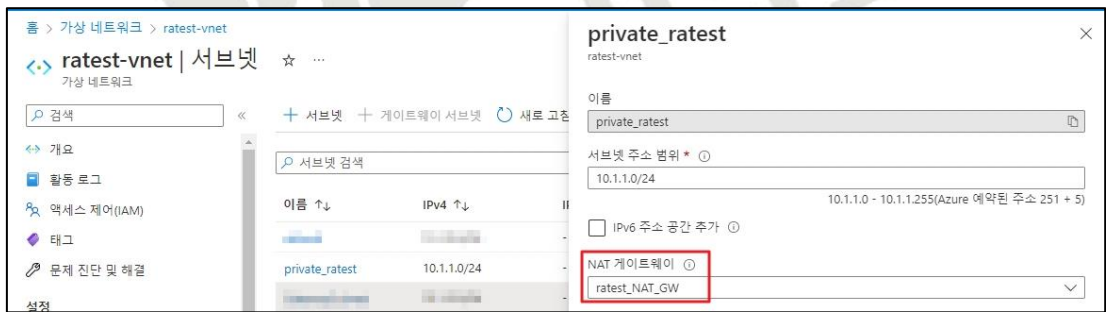 홈 > 가상 네트워크 > ratest-vnet
ratest-vnet | 서브넷 ☆ ...
가상 네트워크
검색 «
개요
활동 로그
액세스 제어(IAM)
태그
문제 진단 및 해결
설정
+ 서브넷 + 게이트웨이 서브넷 새로 고침
서브넷 검색
이름 ↑↓ IPv4 ↑↓
-
private_ratest 10.1.1.0/24 -
-
private_ratest ×
ratest-vnet
이름
private_ratest
서브넷 주소 범위 * ⓘ
10.1.1.0/24
10.1.1.0 - 10.1.1.255(Azure 예약된 주소 251 + 5)
IPv6 주소 공간 추가 ⓘ
NAT 게이트웨이 ⓘ
ratest_NAT_GW